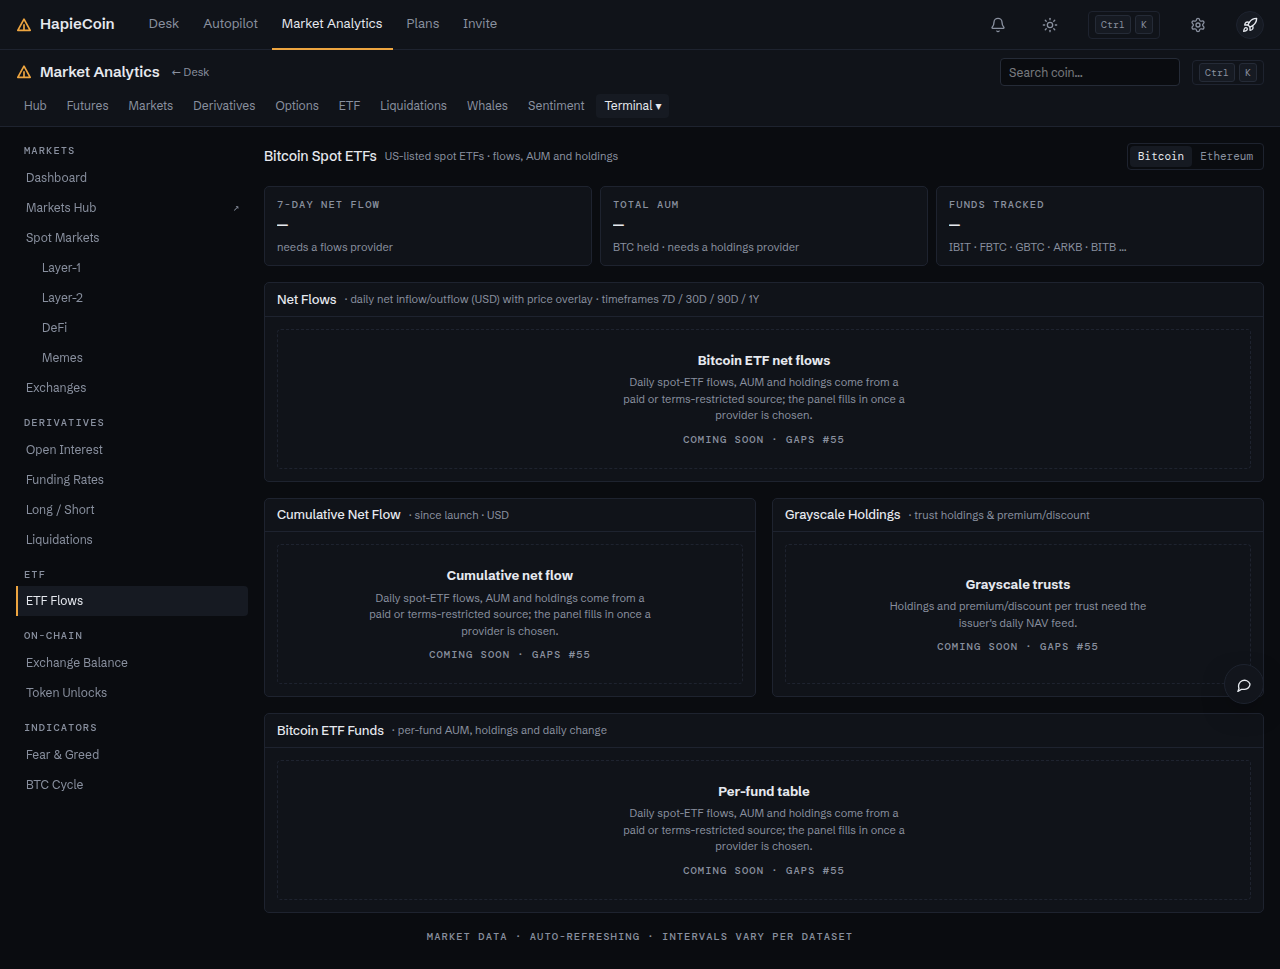 HapieCoin Desk Autopilot Market Analytics Plans Invite Ctrl K
Market Analytics ← Desk Search coin... Ctrl K
Hub Futures Markets Derivatives Options ETF Liquidations Whales Sentiment Terminal ▾
MARKETS
Dashboard
Markets Hub ↗
Spot Markets
Layer-1
Layer-2
DeFi
Memes
Exchanges
DERIVATIVES
Open Interest
Funding Rates
Long / Short
Liquidations
ETF
ETF Flows
ON-CHAIN
Exchange Balance
Token Unlocks
INDICATORS
Fear & Greed
BTC Cycle
Bitcoin Spot ETFs US-listed spot ETFs · flows, AUM and holdings Bitcoin Ethereum
7-DAY NET FLOW
—
needs a flows provider
TOTAL AUM
—
BTC held · needs a holdings provider
FUNDS TRACKED
—
IBIT · FBTC · GBTC · ARKB · BITB …
Net Flows · daily net inflow/outflow (USD) with price overlay · timeframes 7D / 30D / 90D / 1Y
Bitcoin ETF net flows
Daily spot-ETF flows, AUM and holdings come from a
paid or terms-restricted source; the panel fills in once a
provider is chosen.
COMING SOON · GAPS #55
Cumulative Net Flow · since launch · USD
Cumulative net flow
Daily spot-ETF flows, AUM and holdings come from a
paid or terms-restricted source; the panel fills in once a
provider is chosen.
COMING SOON · GAPS #55
Grayscale Holdings · trust holdings & premium/discount
Grayscale trusts
Holdings and premium/discount per trust need the
issuer's daily NAV feed.
COMING SOON · GAPS #55
Bitcoin ETF Funds · per-fund AUM, holdings and daily change
Per-fund table
Daily spot-ETF flows, AUM and holdings come from a
paid or terms-restricted source; the panel fills in once a
provider is chosen.
COMING SOON · GAPS #55
MARKET DATA · AUTO-REFRESHING · INTERVALS VARY PER DATASET